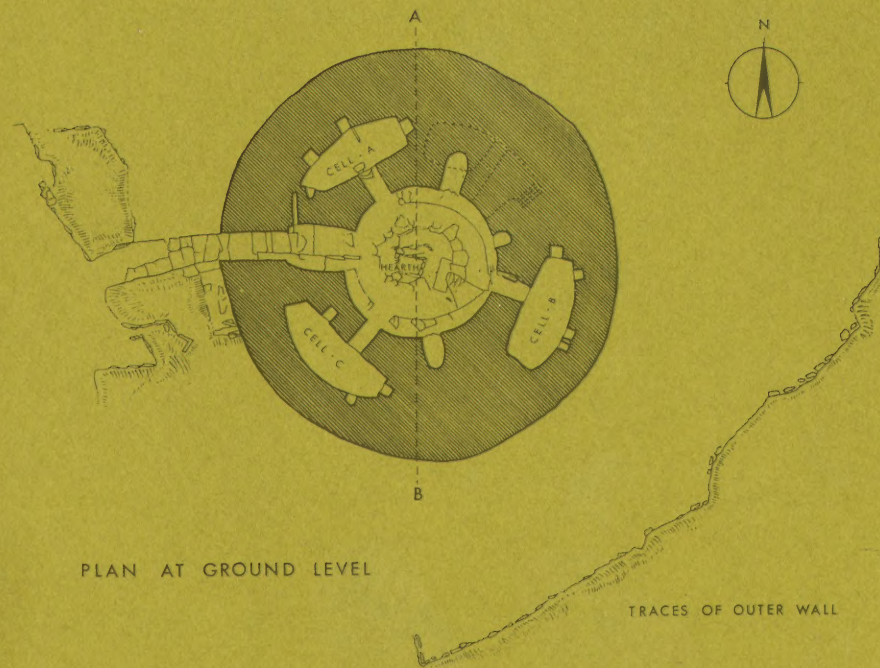 A
N
CELL · A
HEARTH
CELL · B
CELL · C
B
PLAN AT GROUND LEVEL
TRACES OF OUTER WALL